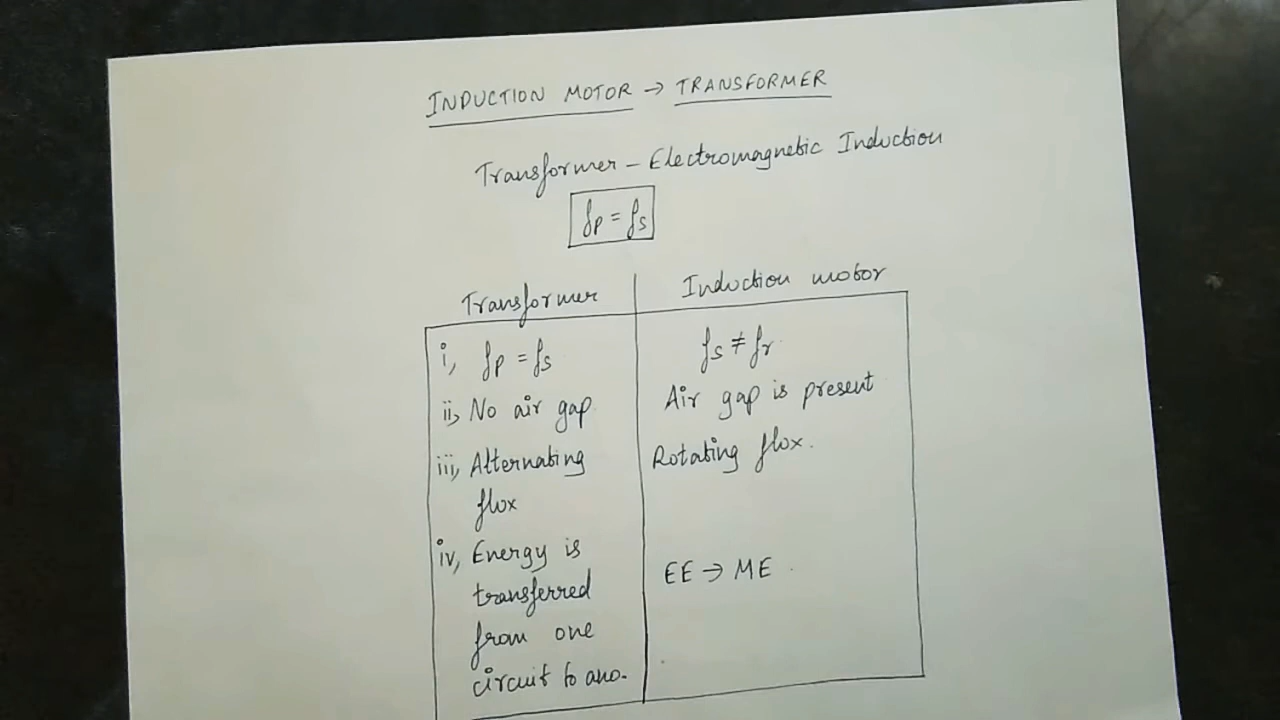 INDUCTION MOTOR → TRANSFORMER
Transformer – Electromagnetic Induction
fp = fs
Transformer
Induction motor
i, fp = fs
fs ≠ fr
ii, No air gap
Air gap is present
iii, Alternating
flux
Rotating flux.
iv, Energy is
transferred
from one
circuit to ano.
EE → ME.